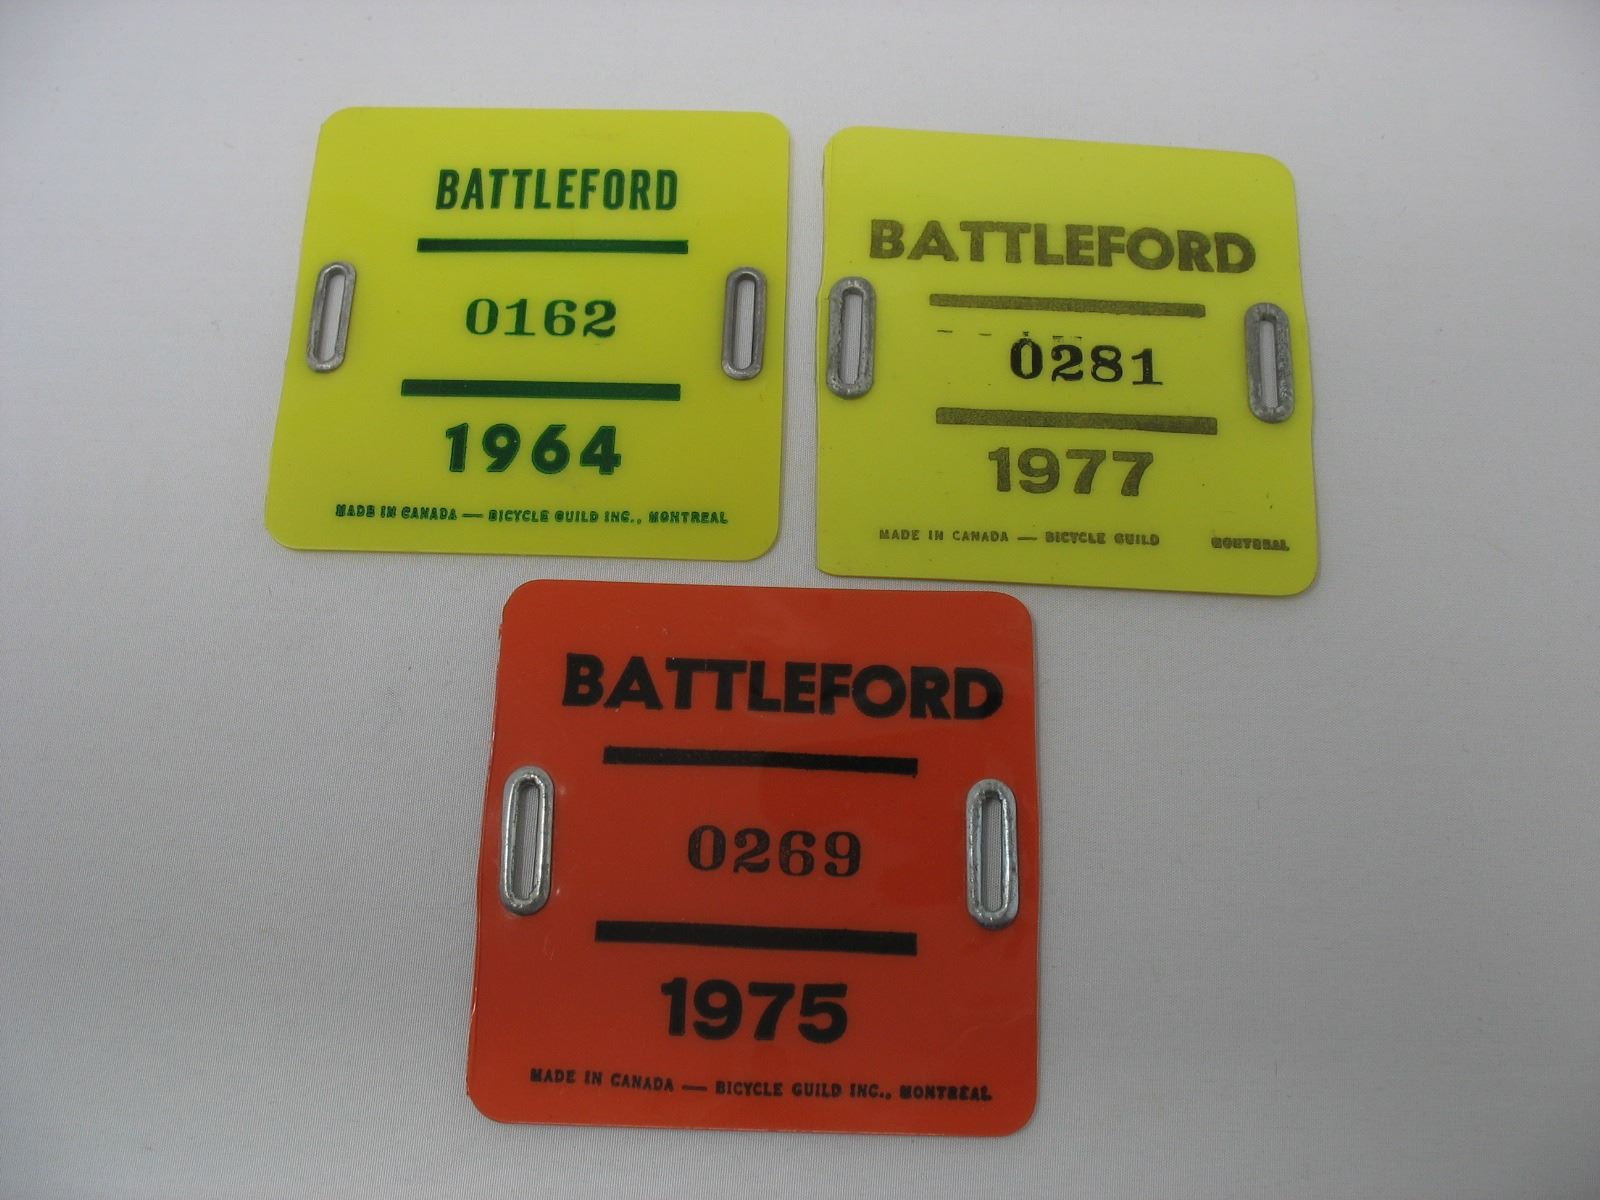 BATTLEFORD
0162
1964
MADE IN CANADA — BICYCLE GUILD INC., MONTREAL
BATTLEFORD
0281
1977
MADE IN CANADA — BICYCLE GUILD MONTREAL
BATTLEFORD
0269
1975
MADE IN CANADA — BICYCLE GUILD INC., MONTREAL